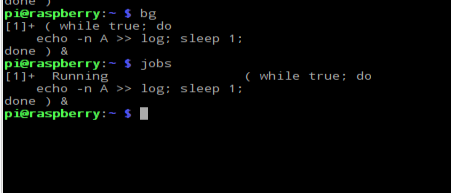 done )
pi@raspberry:~ $ bg
[1]+ ( while true; do
    echo -n A >> log; sleep 1;
done ) &
pi@raspberry:~ $ jobs
[1]+  Running                 ( while true; do
    echo -n A >> log; sleep 1;
done ) &
pi@raspberry:~ $